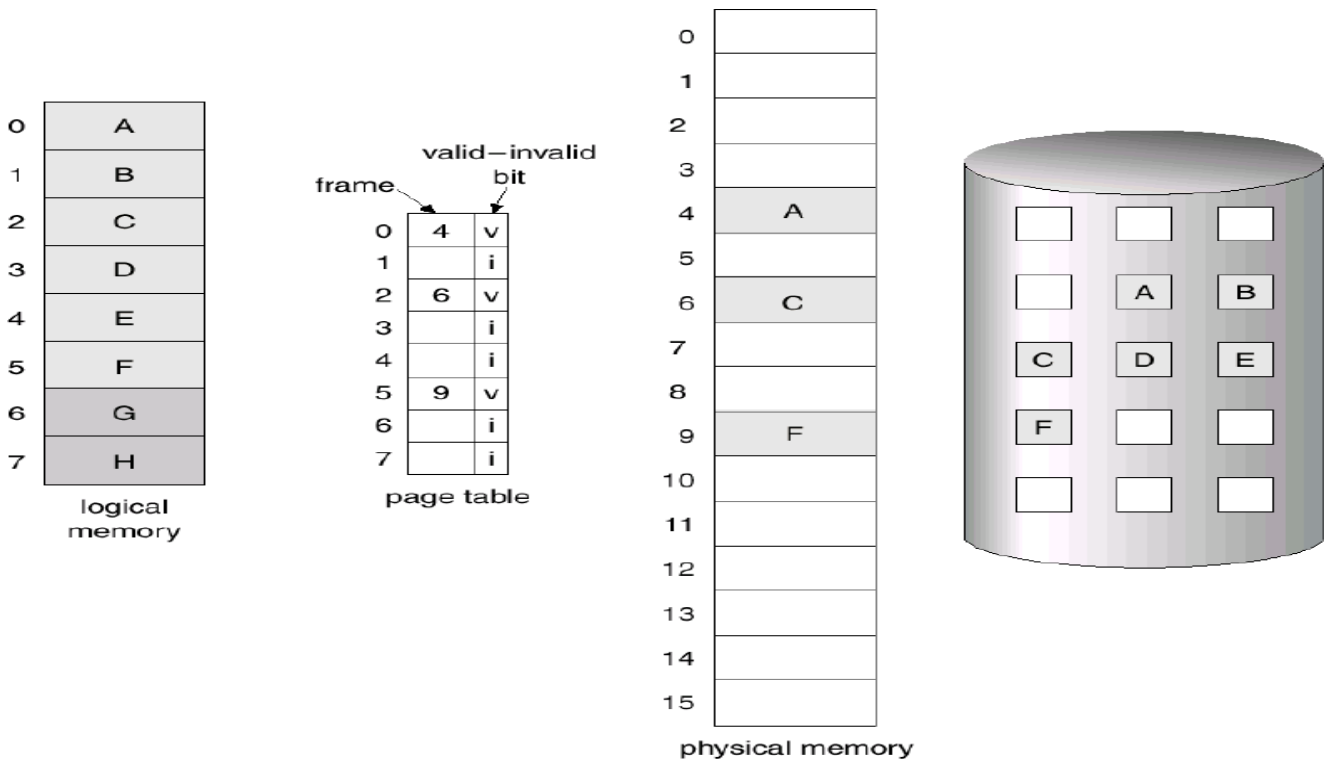 0 A
1 B
2 C
3 D
4 E
5 F
6 G
7 H
logical
memory
valid–invalid
bit
frame
0 4 v
1 i
2 6 v
3 i
4 i
5 9 v
6 i
7 i
page table
0
1
2
3
4 A
5
6 C
7
8
9 F
10
11
12
13
14
15
physical memory
A B
C D E
F